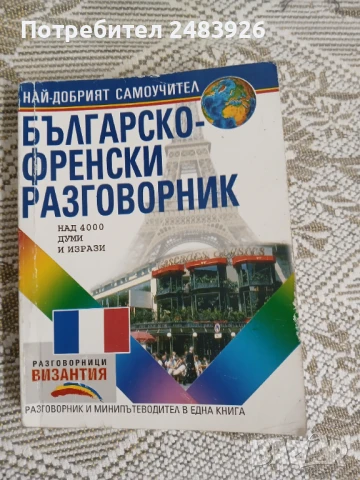 Потребител 2483926
НАЙ-ДОБРИЯТ САМОУЧИТЕЛ
БЪЛГАРСКО-
ФРЕНСКИ
РАЗГОВОРНИК
НАД 4000
ДУМИ
И ИЗРАЗИ
РАЗГОВОРНИЦИ
ВИЗАНТИЯ
РАЗГОВОРНИК И МИНИПЪТЕВОДИТЕЛ В ЕДНА КНИГА